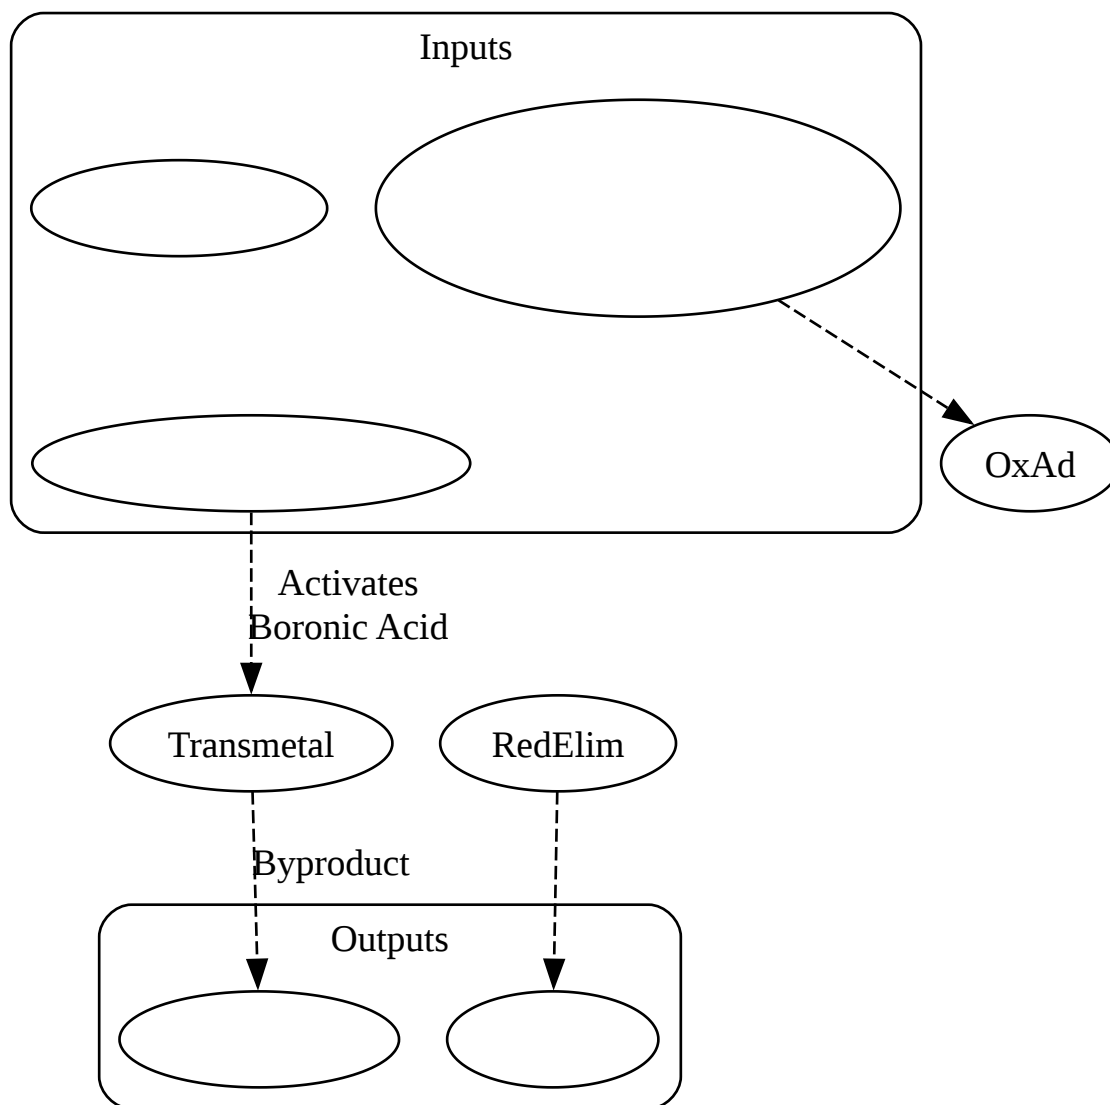 Inputs
OxAd
Activates
Boronic Acid
Transmetal
RedElim
Byproduct
Outputs